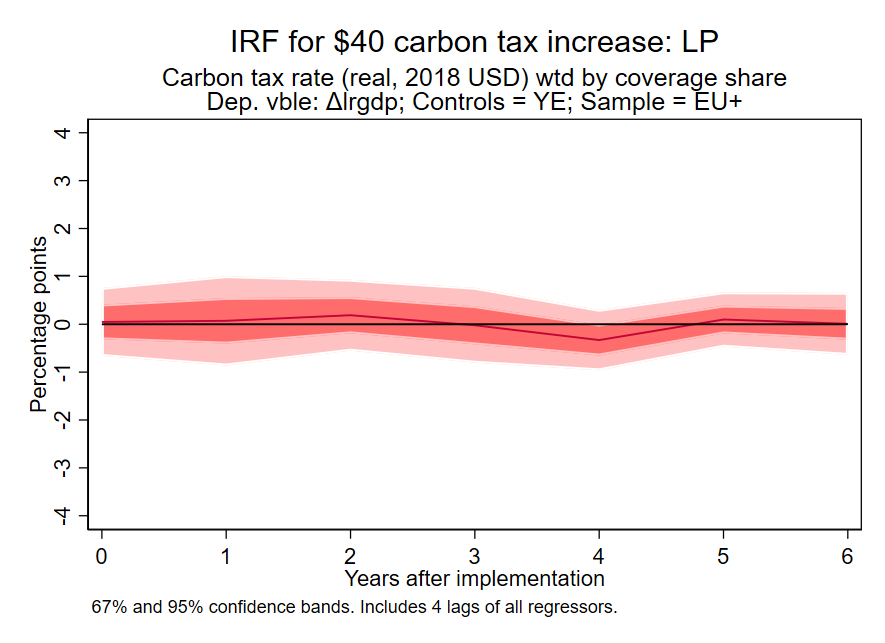 IRF for $40 carbon tax increase: LP
Carbon tax rate (real, 2018 USD) wtd by coverage share
Dep. vble: Δlrgdp; Controls = YE; Sample = EU+
Percentage points
4
3
2
1
0
-1
-2
-3
-4
0 1 2 3 4 5 6
Years after implementation
67% and 95% confidence bands. Includes 4 lags of all regressors.